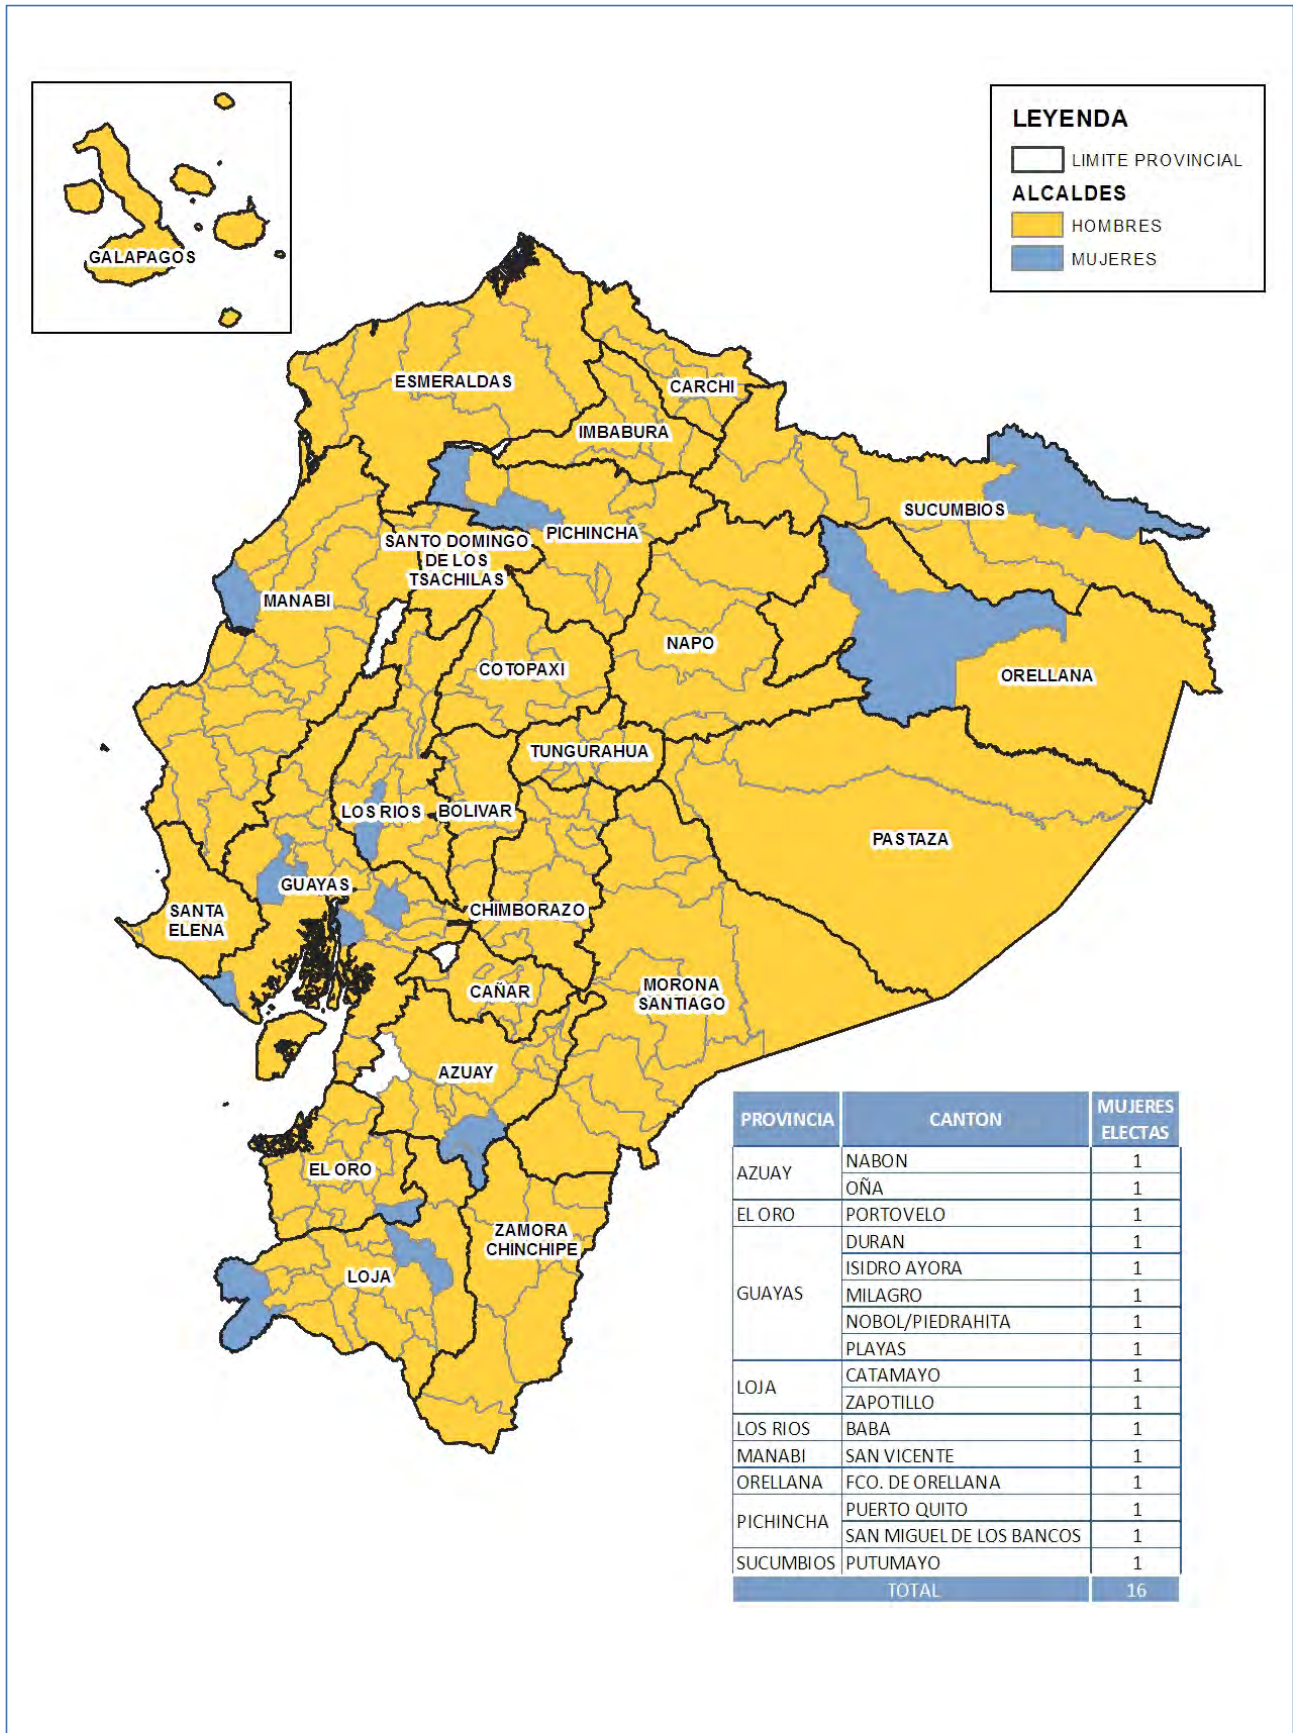 LEYENDA
LIMITE PROVINCIAL
ALCALDES
HOMBRES
MUJERES
GALAPAGOS
ESMERALDAS
CARCHI
IMBABURA
SUCUMBIOS
PICHINCHA
SANTO DOMINGO
DE LOS
TSACHILAS
MANABI
NAPO
COTOPAXI
ORELLANA
TUNGURAHUA
LOS RIOS
BOLIVAR
PASTAZA
GUAYAS
SANTA
ELENA
CHIMBORAZO
CAÑAR
MORONA
SANTIAGO
AZUAY
EL ORO
ZAMORA
CHINCHIPE
LOJA
PROVINCIA CANTON MUJERES
ELECTAS
AZUAY NABON 1
OÑA 1
EL ORO PORTOVELO 1
GUAYAS DURAN 1
ISIDRO AYORA 1
MILAGRO 1
NOBOL/PIEDRAHITA 1
PLAYAS 1
LOJA CATAMAYO 1
ZAPOTILLO 1
LOS RIOS BABA 1
MANABI SAN VICENTE 1
ORELLANA FCO. DE ORELLANA 1
PICHINCHA PUERTO QUITO 1
SAN MIGUEL DE LOS BANCOS 1
SUCUMBIOS PUTUMAYO 1
TOTAL 16